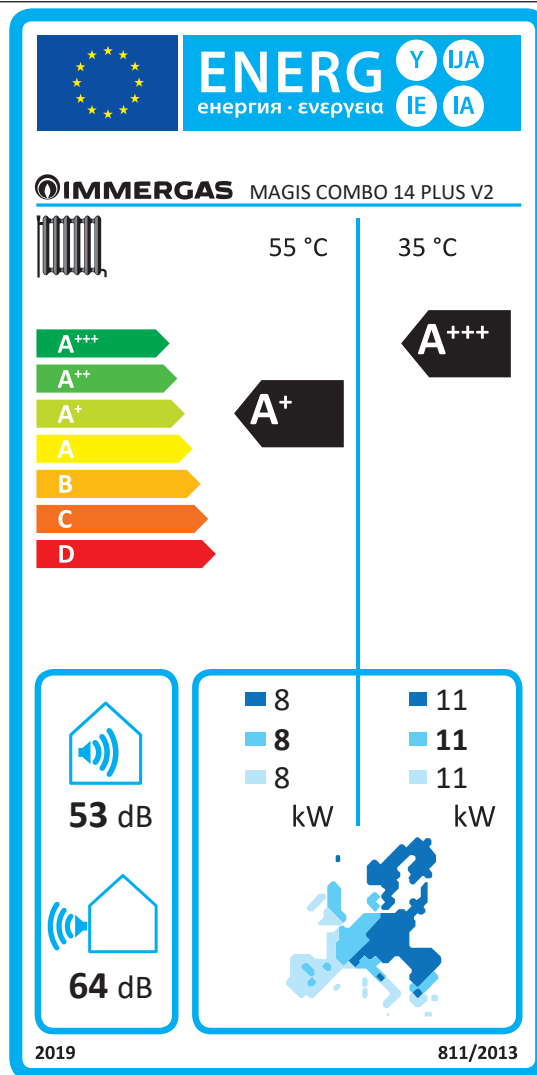 ENERG Y IJA
енергия · ενεργεια IE IA
IMMERGAS MAGIS COMBO 14 PLUS V2
55 °C 35 °C
A+++
A++
A+
A
B
C
D
A+
A+++
53 dB
64 dB
8 11
8 11
8 11
kW kW
2019 811/2013